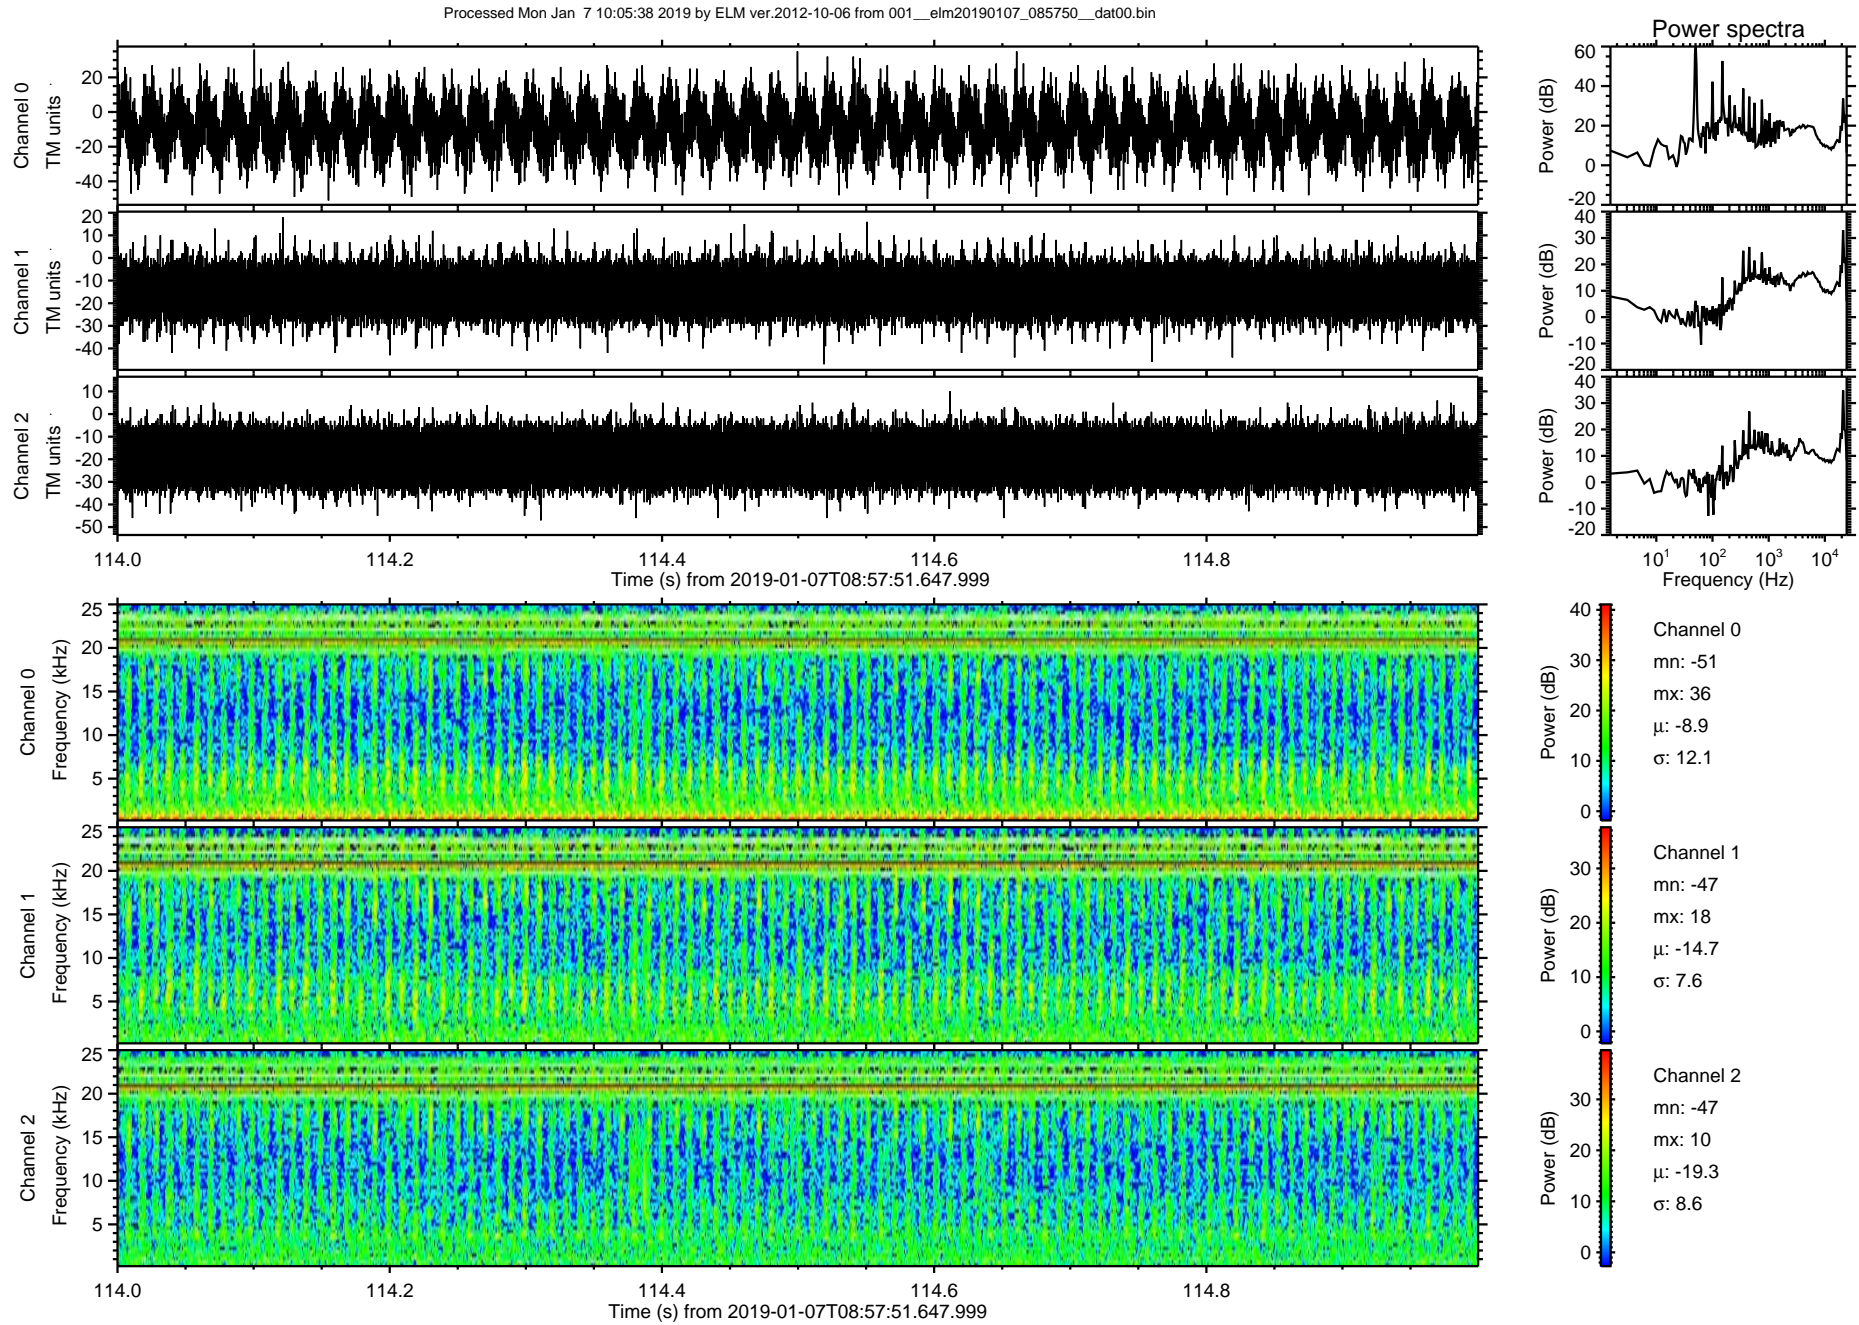 Processed Mon Jan  7 10:05:38 2019 by ELM ver.2012-10-06 from 001__elm20190107_085750__dat00.bin
Power spectra
Channel 0
TM units
20
0
-20
-40
Power (dB)
60
40
20
0
-20
Channel 1
TM units
20
10
0
-10
-20
-30
-40
Power (dB)
40
30
20
10
0
-10
-20
Channel 2
TM units
10
0
-10
-20
-30
-40
-50
Power (dB)
40
30
20
10
0
-10
-20
114.0 114.2 114.4 114.6 114.8
Time (s) from 2019-01-07T08:57:51.647.999
10^1 10^2 10^3 10^4
Frequency (Hz)
Channel 0
Frequency (kHz)
25
20
15
10
5
Power (dB)
40
30
20
10
0
Channel 0
mn: -51
mx: 36
μ: -8.9
σ: 12.1
Channel 1
Frequency (kHz)
25
20
15
10
5
Power (dB)
30
20
10
0
Channel 1
mn: -47
mx: 18
μ: -14.7
σ: 7.6
Channel 2
Frequency (kHz)
25
20
15
10
5
Power (dB)
30
20
10
0
Channel 2
mn: -47
mx: 10
μ: -19.3
σ: 8.6
114.0 114.2 114.4 114.6 114.8
Time (s) from 2019-01-07T08:57:51.647.999